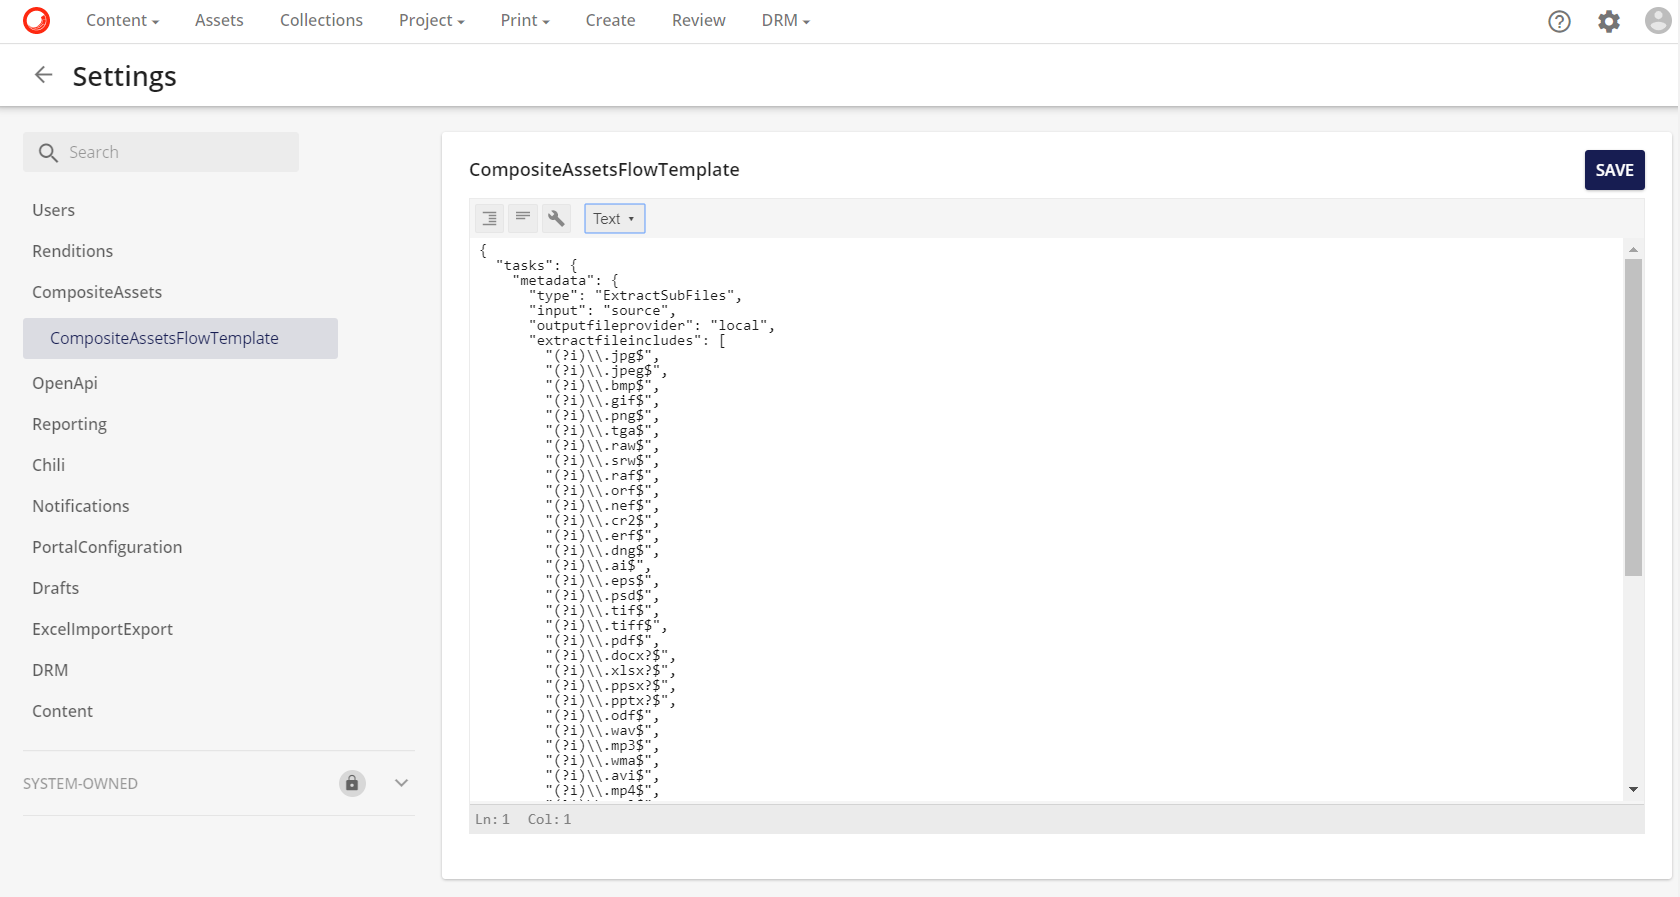 Content Assets Collections Project Print Create Review DRM
Settings
Search
Users
Renditions
CompositeAssets
CompositeAssetsFlowTemplate
OpenApi
Reporting
Chili
Notifications
PortalConfiguration
Drafts
ExcelImportExport
DRM
Content
SYSTEM-OWNED
CompositeAssetsFlowTemplate
SAVE
Text
{
"tasks": {
"metadata": {
"type": "ExtractSubFiles",
"input": "source",
"outputfileprovider": "local",
"extractfileincludes": [
"(?i)\\.jpg$",
"(?i)\\.jpeg$",
"(?i)\\.bmp$",
"(?i)\\.gif$",
"(?i)\\.png$",
"(?i)\\.tga$",
"(?i)\\.raw$",
"(?i)\\.srw$",
"(?i)\\.raf$",
"(?i)\\.orf$",
"(?i)\\.nef$",
"(?i)\\.cr2$",
"(?i)\\.erf$",
"(?i)\\.dng$",
"(?i)\\.ai$",
"(?i)\\.eps$",
"(?i)\\.psd$",
"(?i)\\.tif$",
"(?i)\\.tiff$",
"(?i)\\.pdf$",
"(?i)\\.docx?$",
"(?i)\\.xlsx?$",
"(?i)\\.ppsx?$",
"(?i)\\.pptx?$",
"(?i)\\.odf$",
"(?i)\\.wav$",
"(?i)\\.mp3$",
"(?i)\\.wma$",
"(?i)\\.avi$",
"(?i)\\.mp4$",
Ln: 1 Col: 1